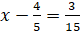 x − 4/5 = 3/15